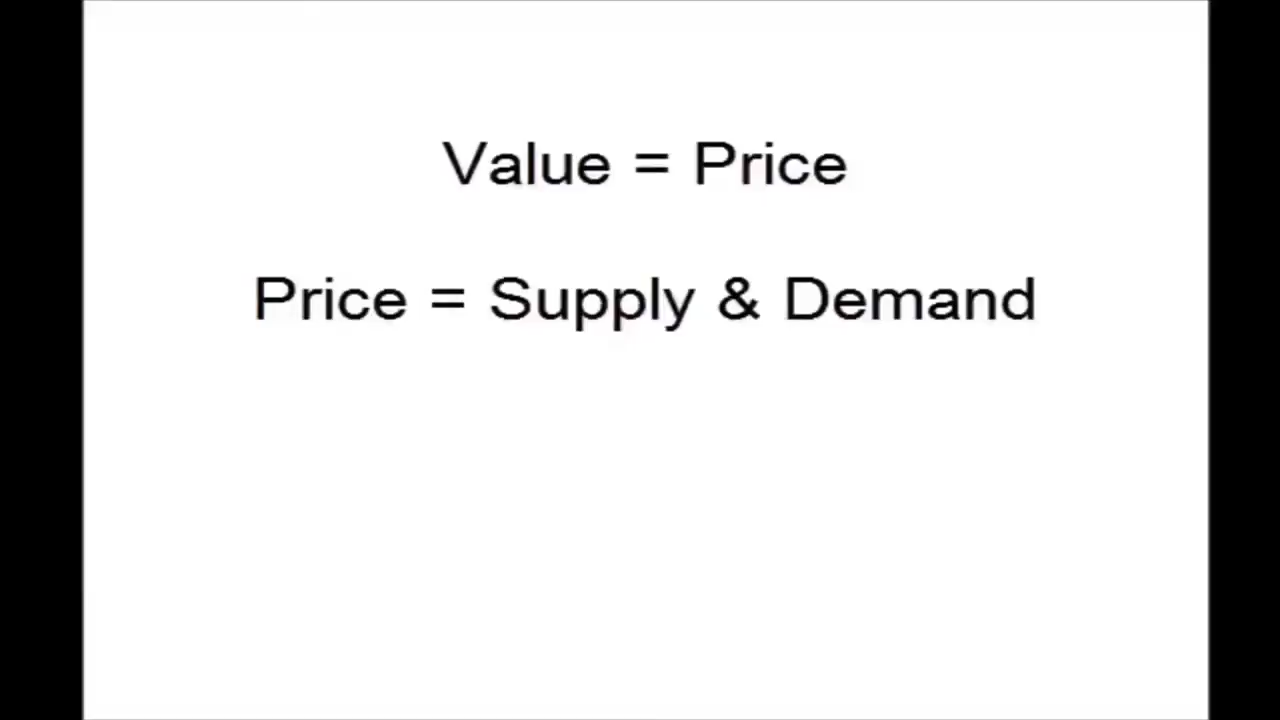 Value = Price
Price = Supply & Demand